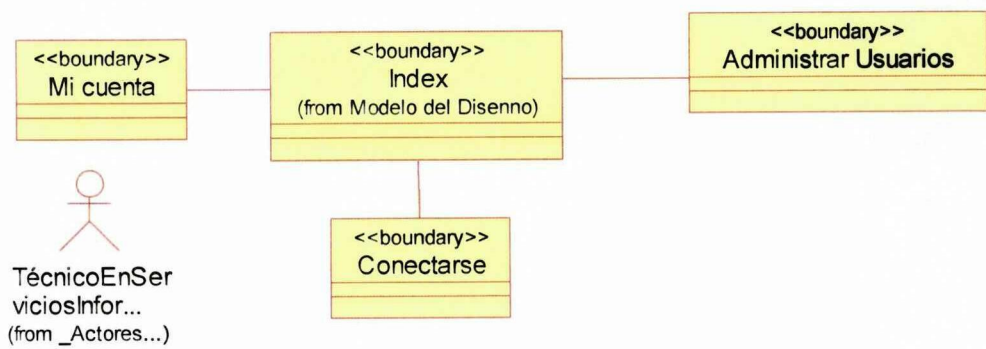 <<boundary>>
Mi cuenta
<<boundary>>
Index
(from Modelo del Disenno)
<<boundary>>
Administrar Usuarios
<<boundary>>
Conectarse
TécnicoEnSer
viciosInfor...
(from _Actores...)